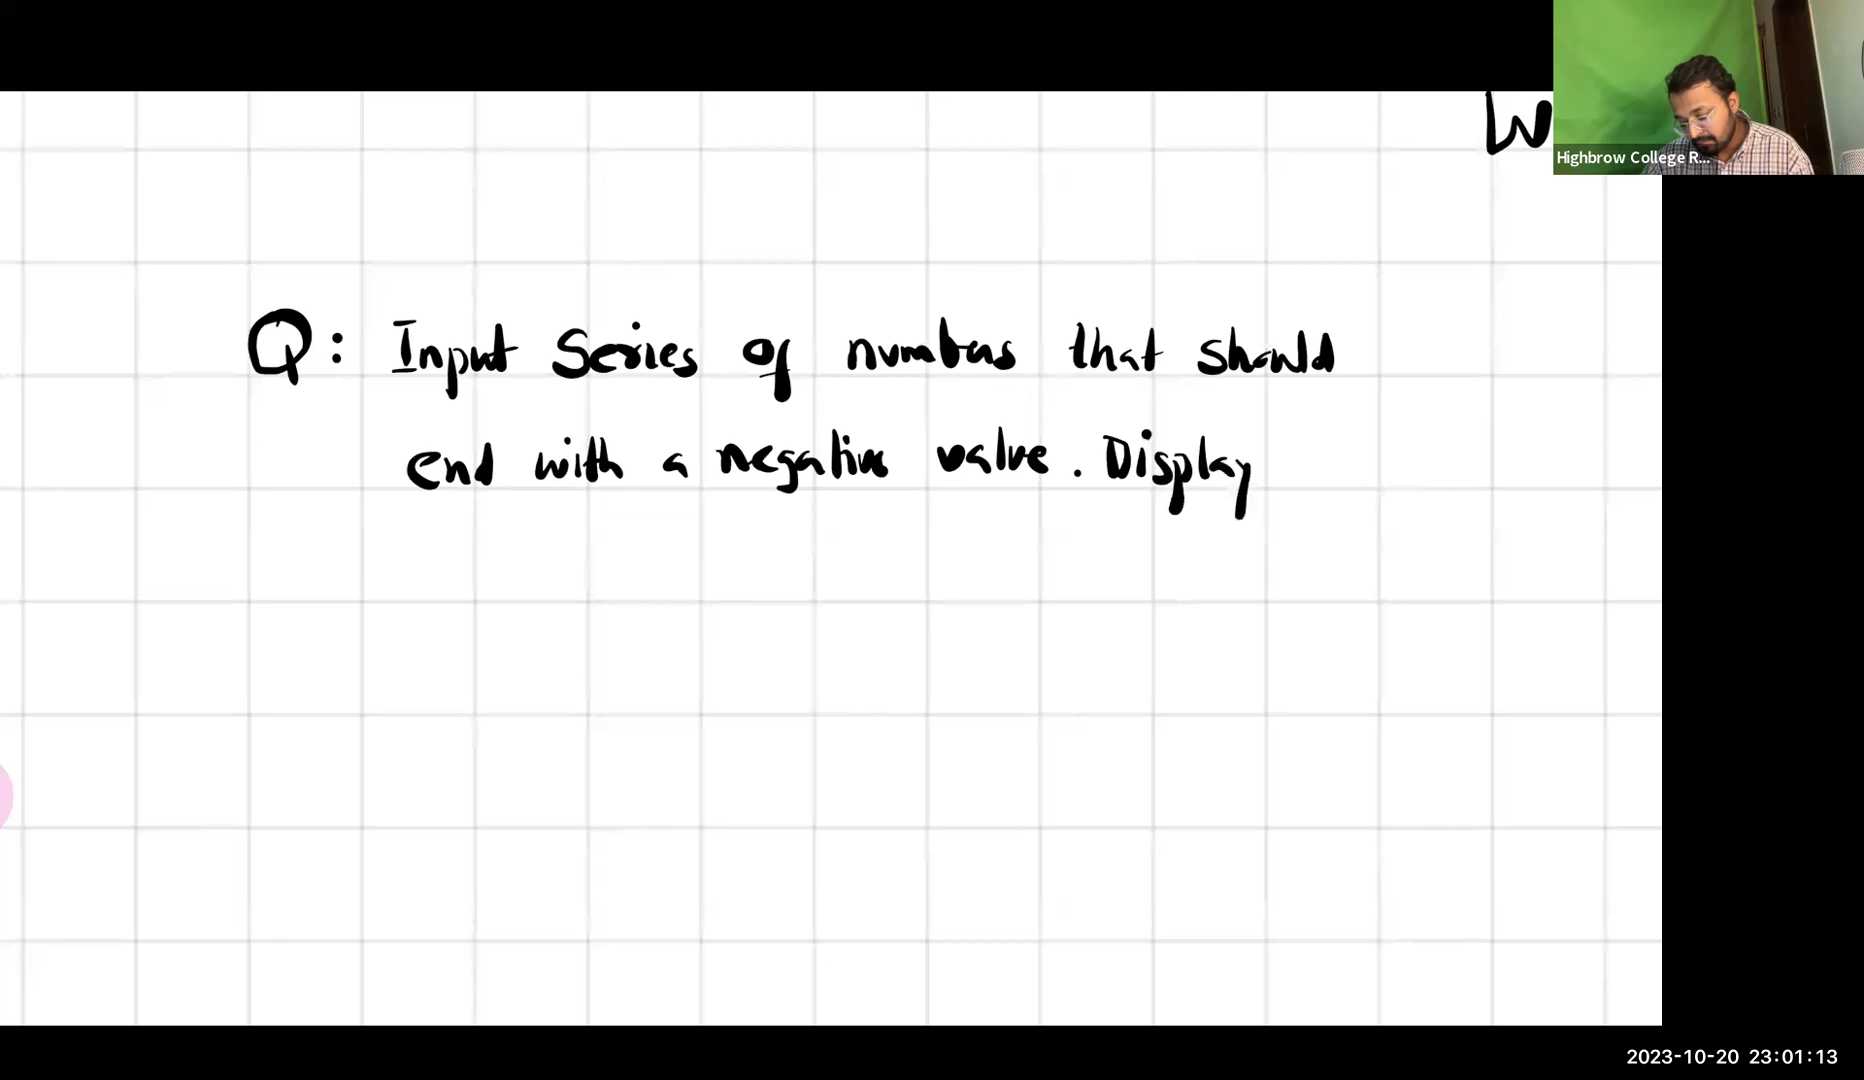 W
Highbrow College R...
Q: Input Series of numbers that should
end with a negative value. Display
2023-10-20 23:01:13